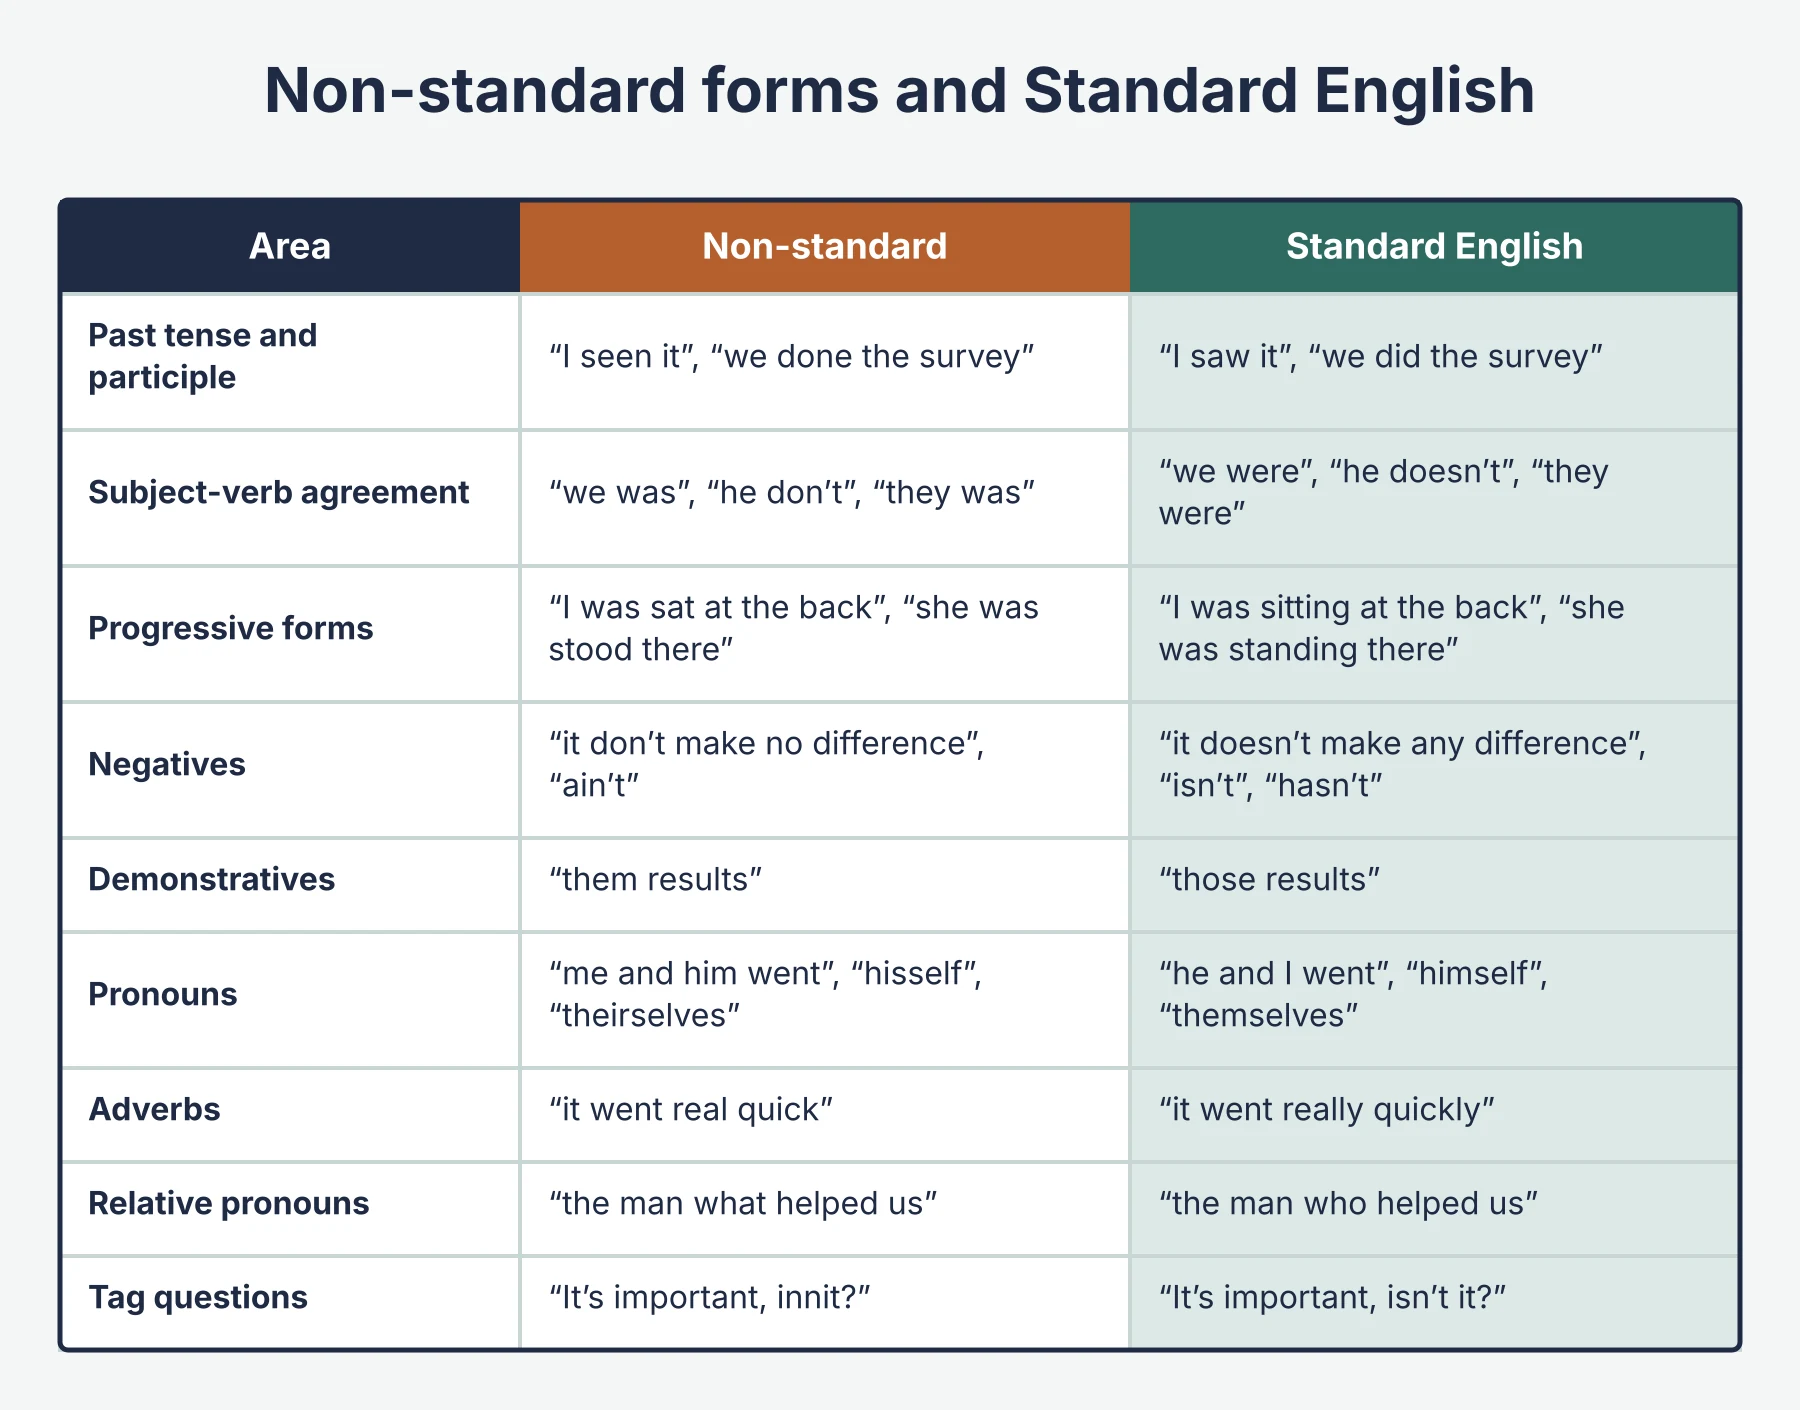 Non-standard forms and Standard English
Area
Non-standard
Standard English
Past tense and
participle
“I seen it”, “we done the survey”
“I saw it”, “we did the survey”
Subject-verb agreement
“we was”, “he don’t”, “they was”
“we were”, “he doesn’t”, “they
were”
Progressive forms
“I was sat at the back”, “she was
stood there”
“I was sitting at the back”, “she
was standing there”
Negatives
“it don’t make no difference”,
“ain’t”
“it doesn’t make any difference”,
“isn’t”, “hasn’t”
Demonstratives
“them results”
“those results”
Pronouns
“me and him went”, “hisself”,
“theirselves”
“he and I went”, “himself”,
“themselves”
Adverbs
“it went real quick”
“it went really quickly”
Relative pronouns
“the man what helped us”
“the man who helped us”
Tag questions
“It’s important, innit?”
“It’s important, isn’t it?”